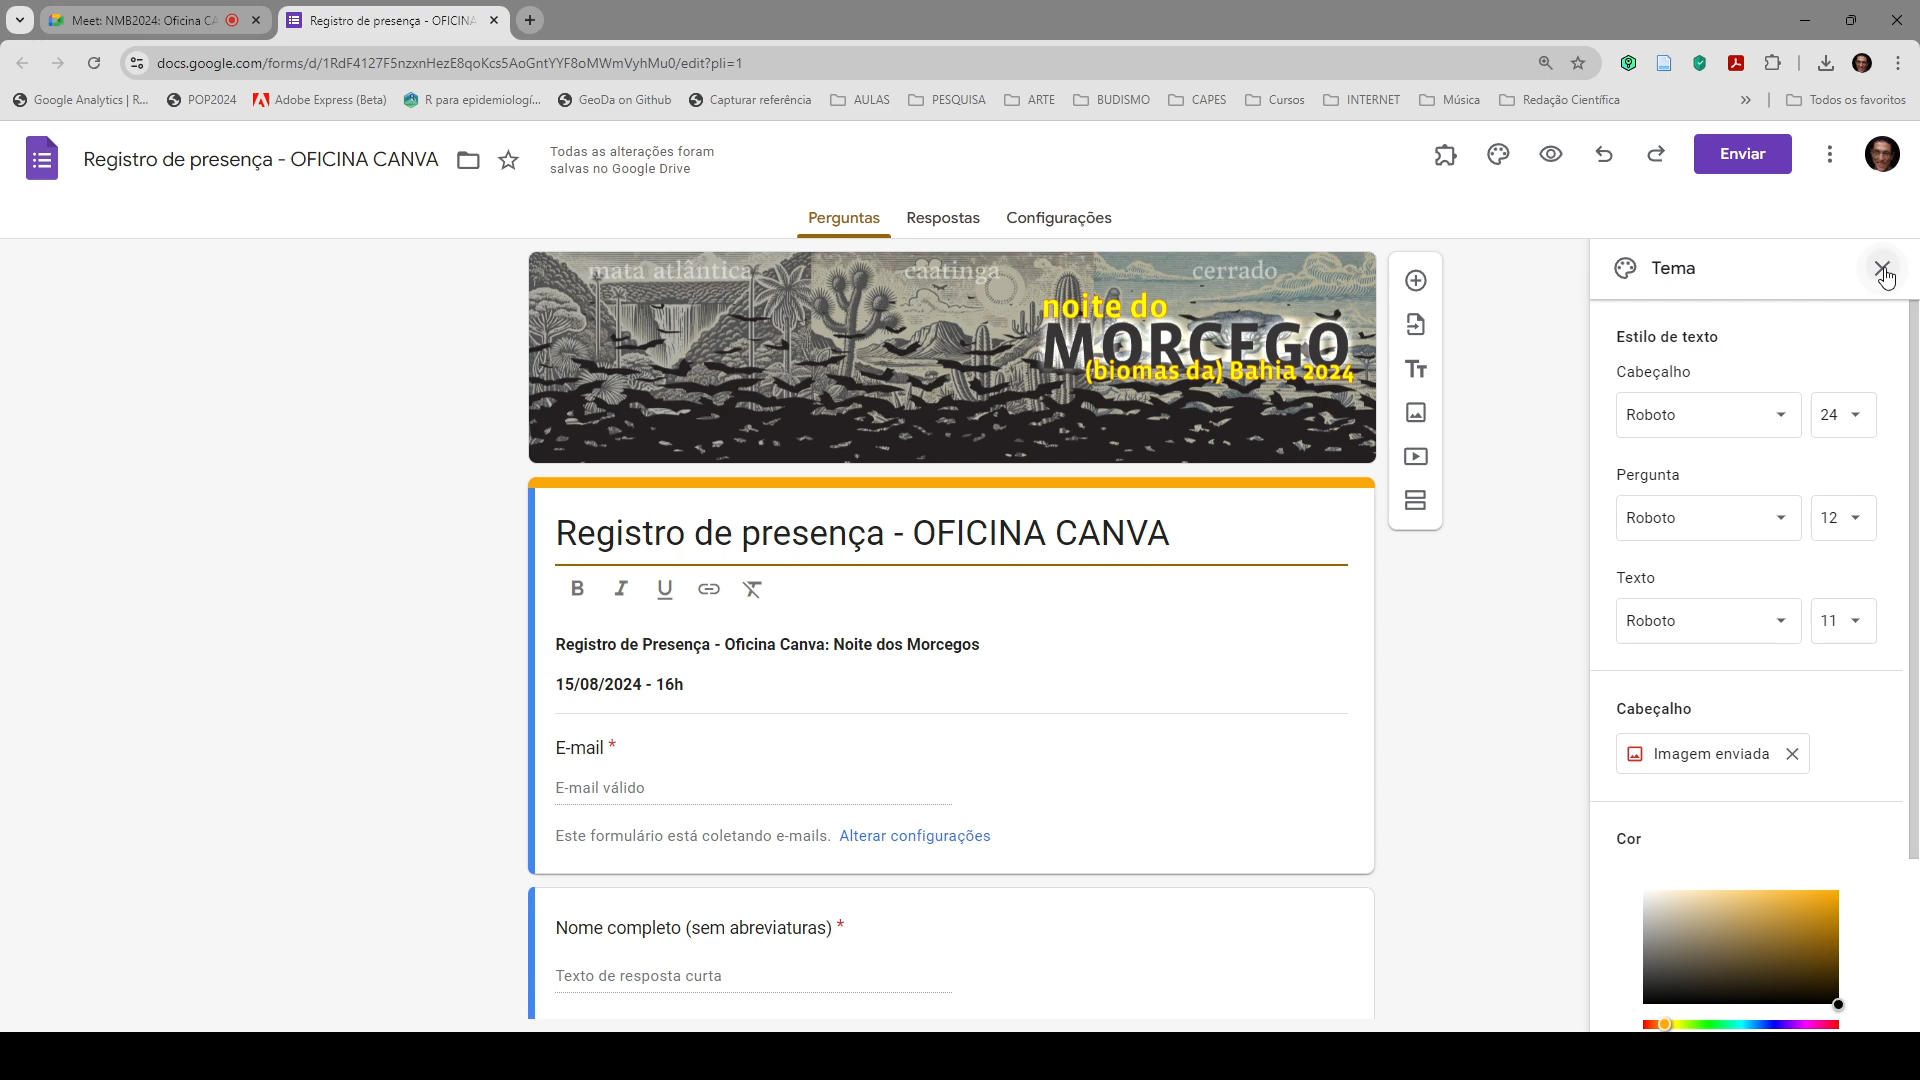 Meet: NMB2024: Oficina CA
Registro de presença - OFICINA
docs.google.com/forms/d/1RdF4127F5nzxnHezE8qoKcs5AoGntYYF8oMWmVyhMu0/edit?pli=1
Google Analytics | R...
POP2024
Adobe Express (Beta)
R para epidemiologí...
GeoDa on Github
Capturar referência
AULAS
PESQUISA
ARTE
BUDISMO
CAPES
Cursos
INTERNET
Música
Redação Científica
»
Todos os favoritos
Registro de presença - OFICINA CANVA
Todas as alterações foram
salvas no Google Drive
Enviar
Perguntas
Respostas
Configurações
mata atlântica
caatinga
cerrado
noite do
MORCEGO
(biomas da) Bahia 2024
Registro de presença - OFICINA CANVA
B I U
Registro de Presença - Oficina Canva: Noite dos Morcegos
15/08/2024 - 16h
E-mail *
E-mail válido
Este formulário está coletando e-mails. Alterar configurações
Nome completo (sem abreviaturas) *
Texto de resposta curta
Tt
Tema
Estilo de texto
Cabeçalho
Roboto
24
Pergunta
Roboto
12
Texto
Roboto
11
Cabeçalho
Imagem enviada
Cor